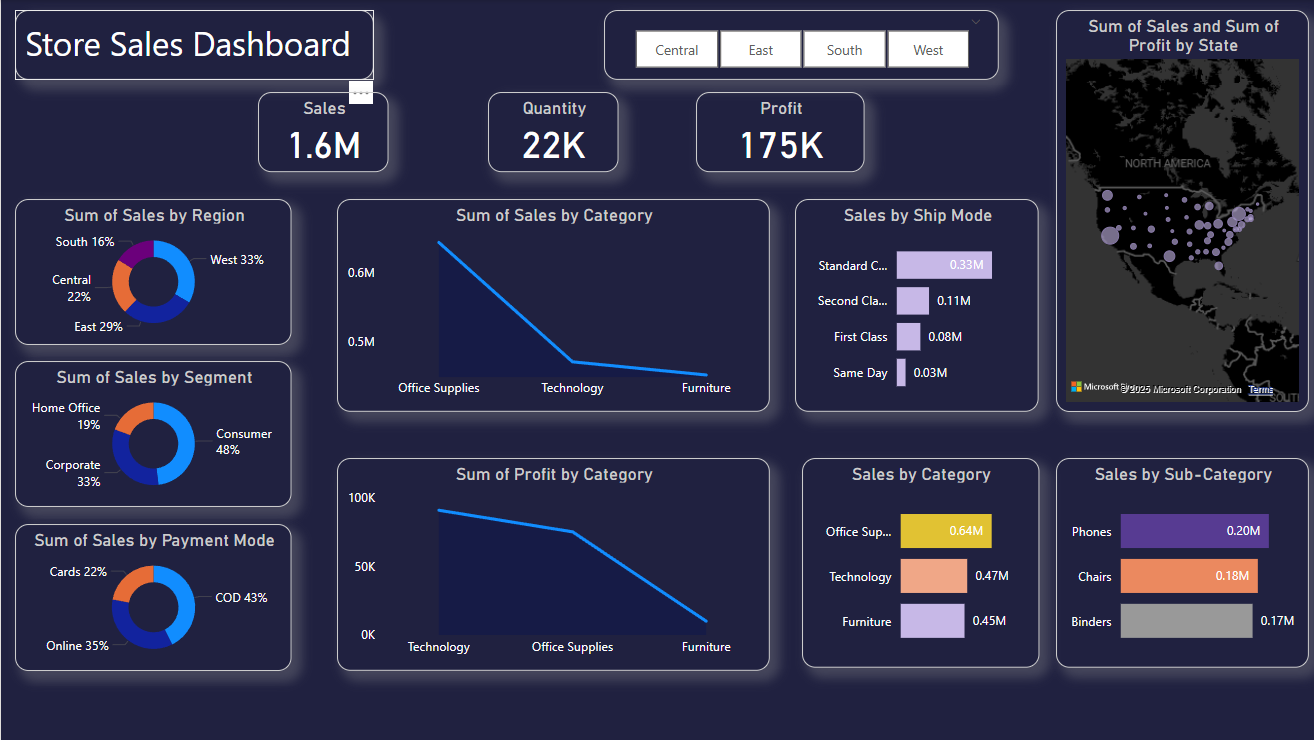 Store Sales Dashboard
Central
East
South
West
Sales
1.6M
Quantity
22K
Profit
175K
Sum of Sales and Sum of
Profit by State
NORTH AMERICA
Microsoft
© 2025 Microsoft Corporation
Terms
Sum of Sales by Region
South 16%
West 33%
Central
22%
East 29%
Sum of Sales by Category
0.6M
0.5M
Office Supplies
Technology
Furniture
Sales by Ship Mode
Standard C...
0.33M
Second Cla...
0.11M
First Class
0.08M
Same Day
0.03M
Sum of Sales by Segment
Home Office
19%
Consumer
48%
Corporate
33%
Sum of Profit by Category
100K
50K
0K
Technology
Office Supplies
Furniture
Sales by Category
Office Sup...
0.64M
Technology
0.47M
Furniture
0.45M
Sales by Sub-Category
Phones
0.20M
Chairs
0.18M
Binders
0.17M
Sum of Sales by Payment Mode
Cards 22%
COD 43%
Online 35%